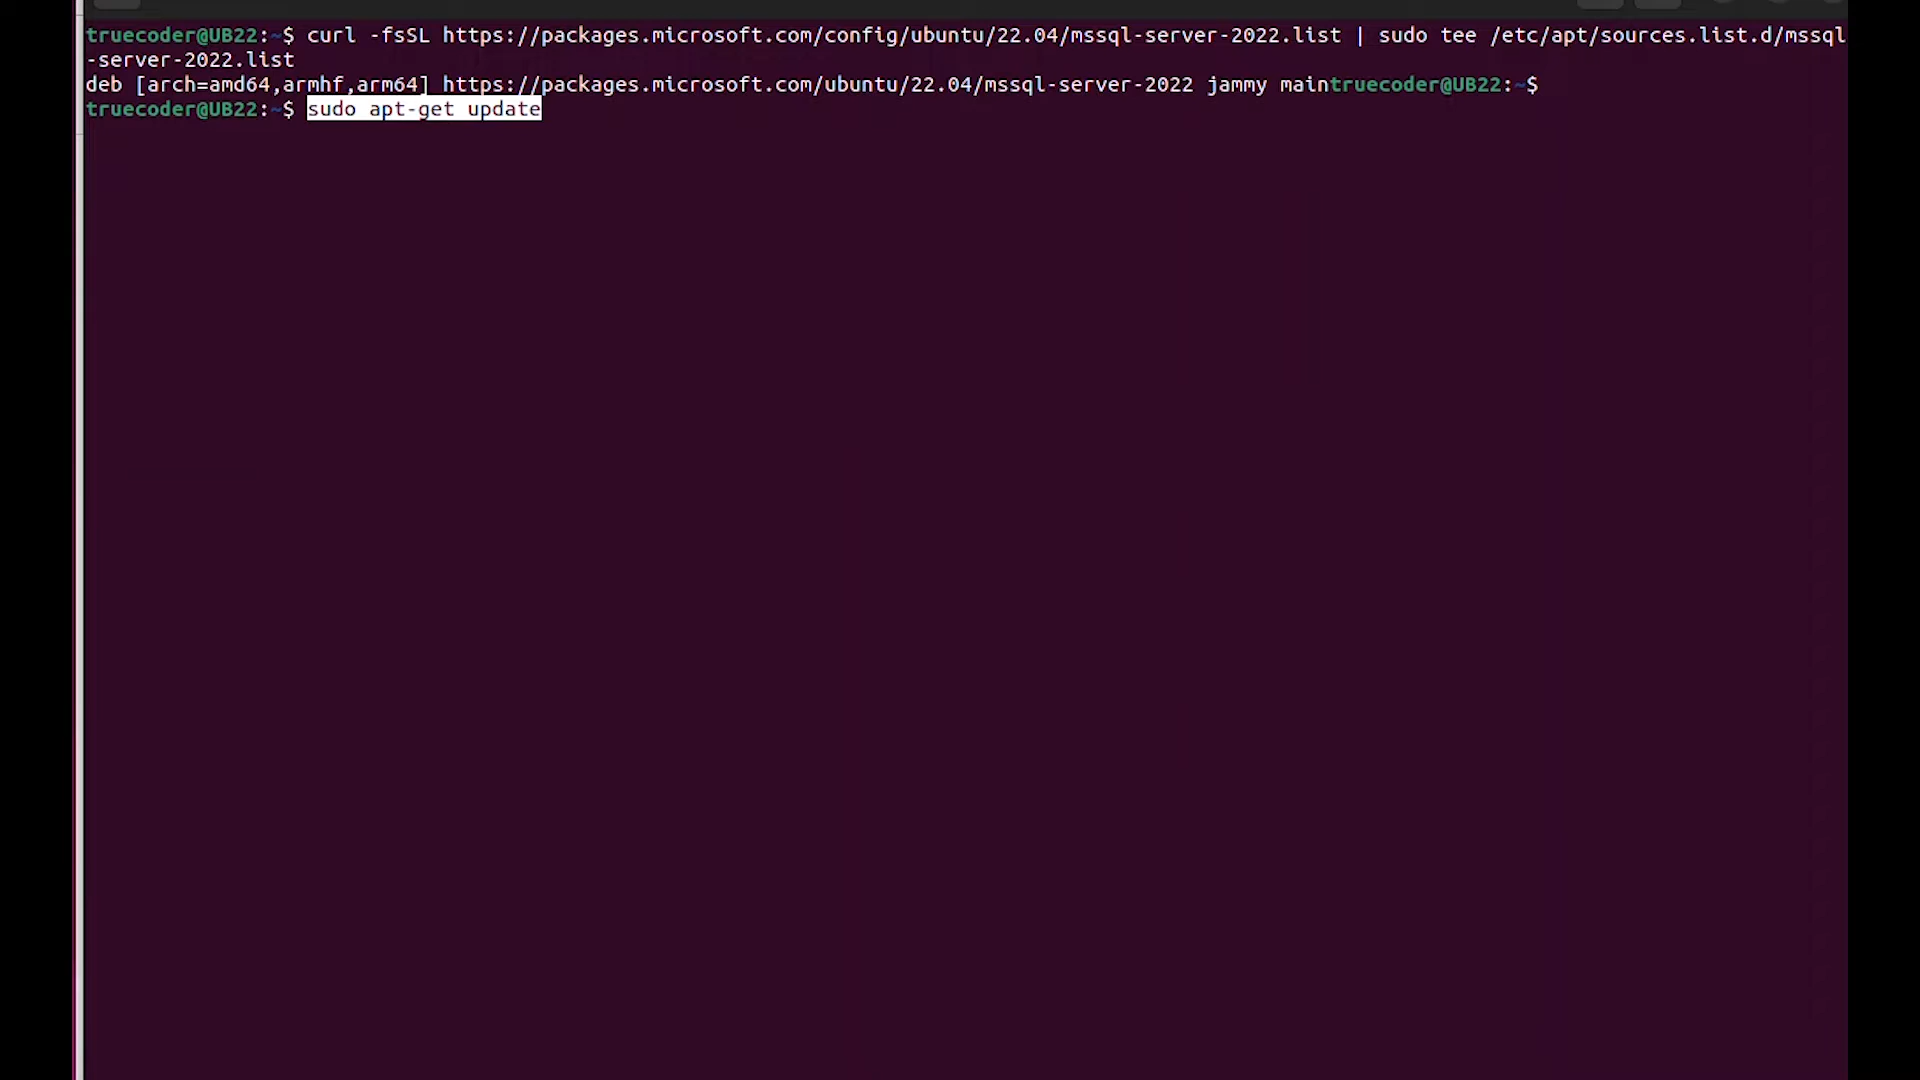 truecoder@UB22:~$ curl -fsSL https://packages.microsoft.com/config/ubuntu/22.04/mssql-server-2022.list | sudo tee /etc/apt/sources.list.d/mssql
-server-2022.list
deb [arch=amd64,armhf,arm64] https://packages.microsoft.com/ubuntu/22.04/mssql-server-2022 jammy maintruecoder@UB22:~$
truecoder@UB22:~$ sudo apt-get update